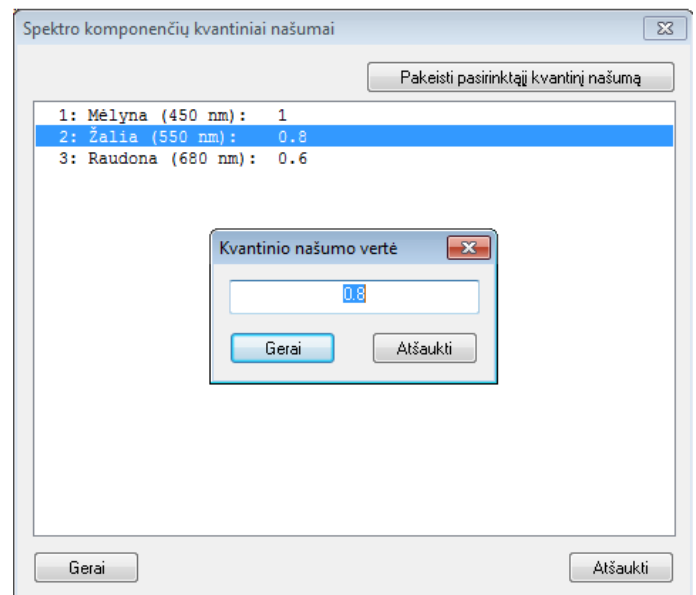 Spektro komponenčių kvantiniai našumai
Pakeisti pasirinktąjį kvantinį našumą
1: Mėlyna (450 nm): 1
2: Žalia (550 nm): 0.8
3: Raudona (680 nm): 0.6
Kvantinio našumo vertė
0.8
Gerai Atšaukti
Gerai Atšaukti